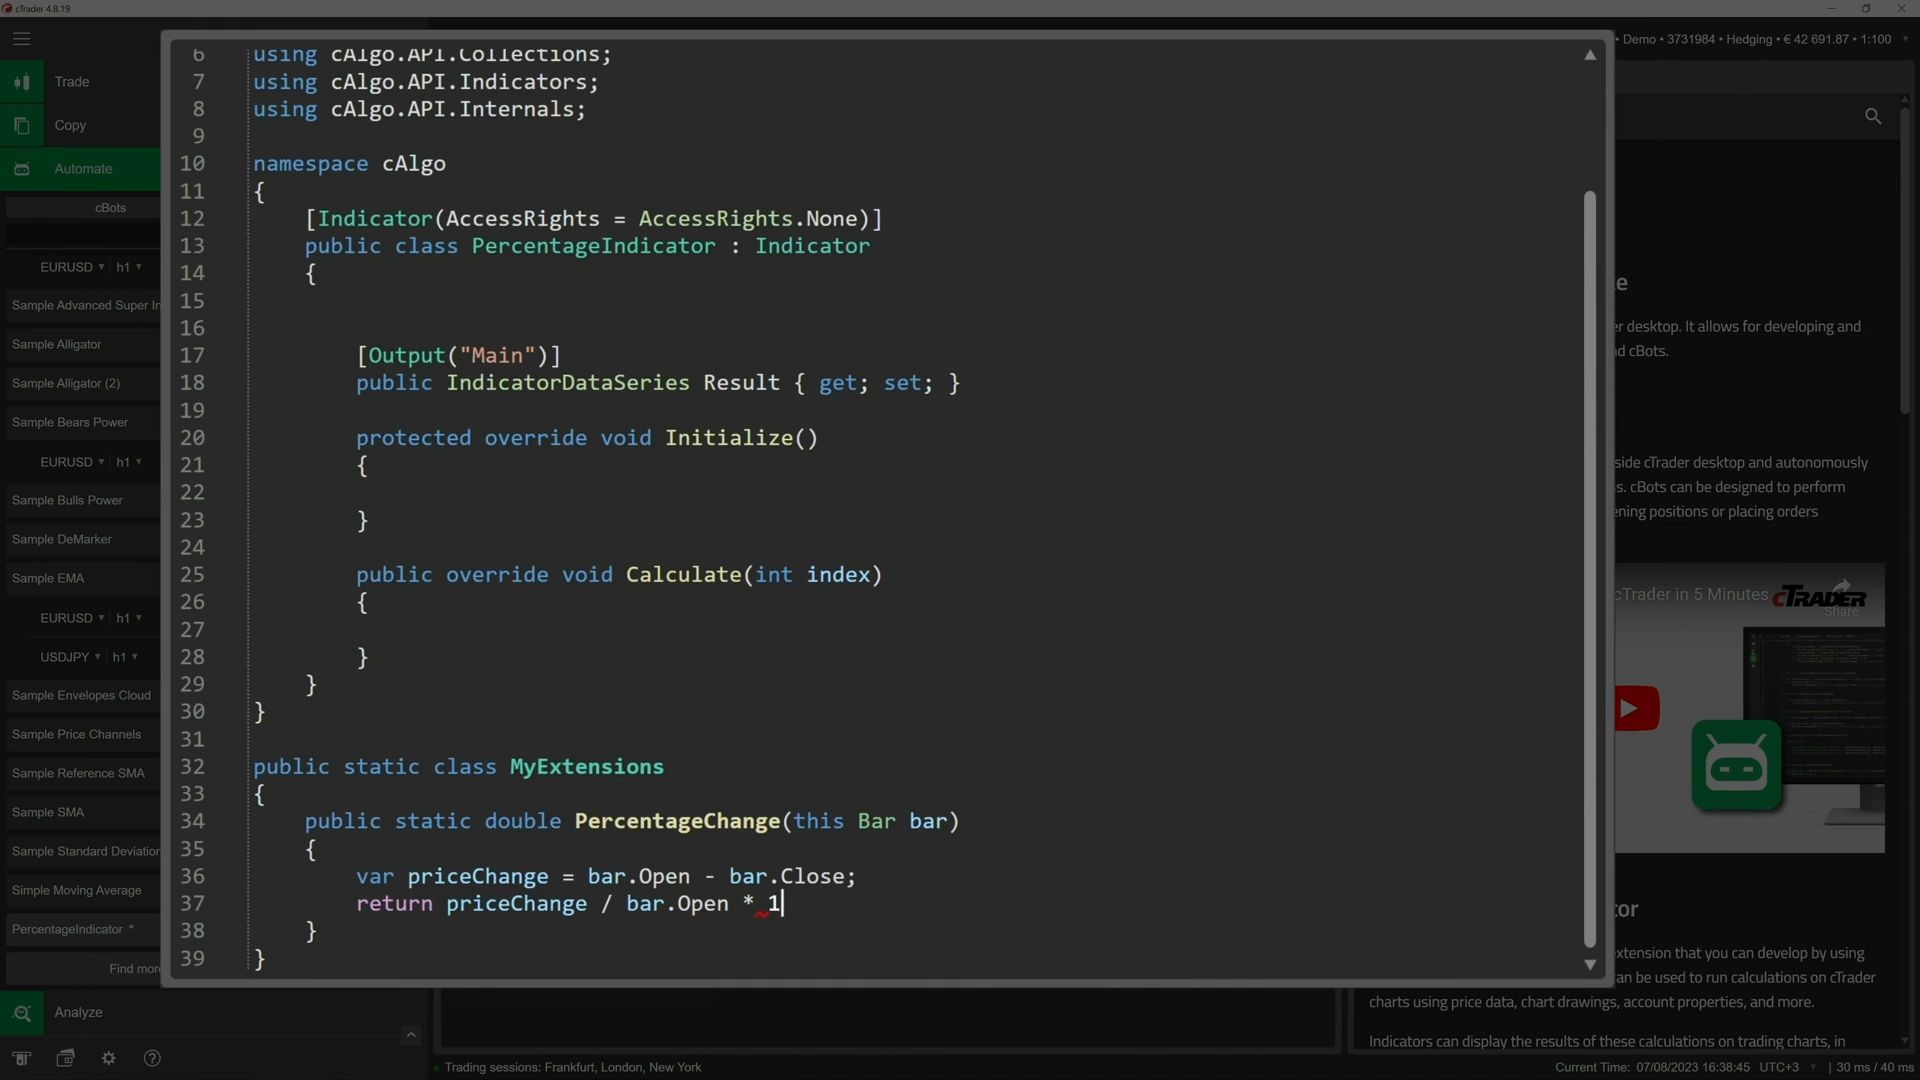 cTrader 4.8.19
• Demo • 3731984 • Hedging • € 42 691.87 • 1:100
Trade
Copy
Automate
cBots
EURUSD h1
Sample Advanced Super In
Sample Alligator
Sample Alligator (2)
Sample Bears Power
EURUSD h1
Sample Bulls Power
Sample DeMarker
Sample EMA
EURUSD h1
USDJPY h1
Sample Envelopes Cloud
Sample Price Channels
Sample Reference SMA
Sample SMA
Sample Standard Deviation
Simple Moving Average
PercentageIndicator *
Find more
Analyze
6 using cAlgo.API.Collections;
7 using cAlgo.API.Indicators;
8 using cAlgo.API.Internals;
9
10 namespace cAlgo
11 {
12 [Indicator(AccessRights = AccessRights.None)]
13 public class PercentageIndicator : Indicator
14 {
15
16
17 [Output("Main")]
18 public IndicatorDataSeries Result { get; set; }
19
20 protected override void Initialize()
21 {
22
23 }
24
25 public override void Calculate(int index)
26 {
27
28 }
29 }
30 }
31
32 public static class MyExtensions
33 {
34 public static double PercentageChange(this Bar bar)
35 {
36 var priceChange = bar.Open - bar.Close;
37 return priceChange / bar.Open * 1
38 }
39 }
e
er desktop. It allows for developing and
nd cBots.
side cTrader desktop and autonomously
s. cBots can be designed to perform
ening positions or placing orders
cTrader in 5 Minutes
cTRADER
Share
tor
extension that you can develop by using
can be used to run calculations on cTrader
charts using price data, chart drawings, account properties, and more.
Indicators can display the results of these calculations on trading charts, in
Trading sessions: Frankfurt, London, New York
Current Time: 07/08/2023 16:38:45 UTC+3 | 30 ms / 40 ms